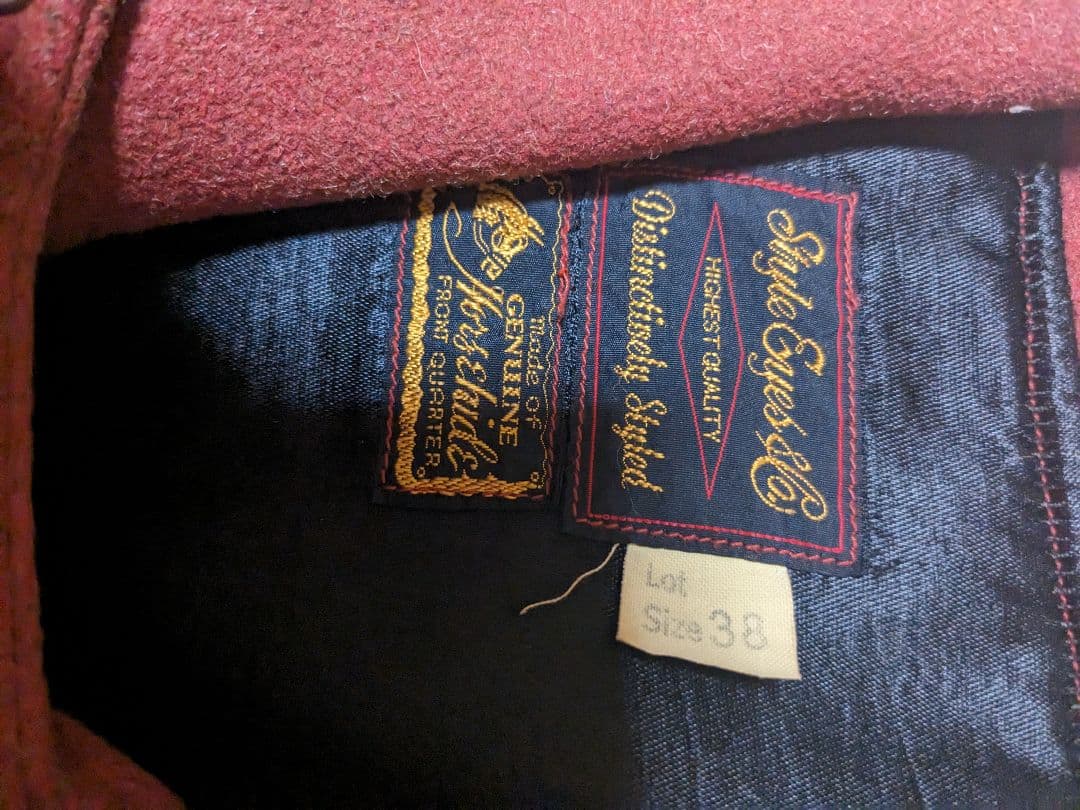 Style Eyes & Co
HIGHEST QUALITY
Distinctively Styled
Made OF
GENUINE
Horsehide
FRONT QUARTER
Lot
Size 38